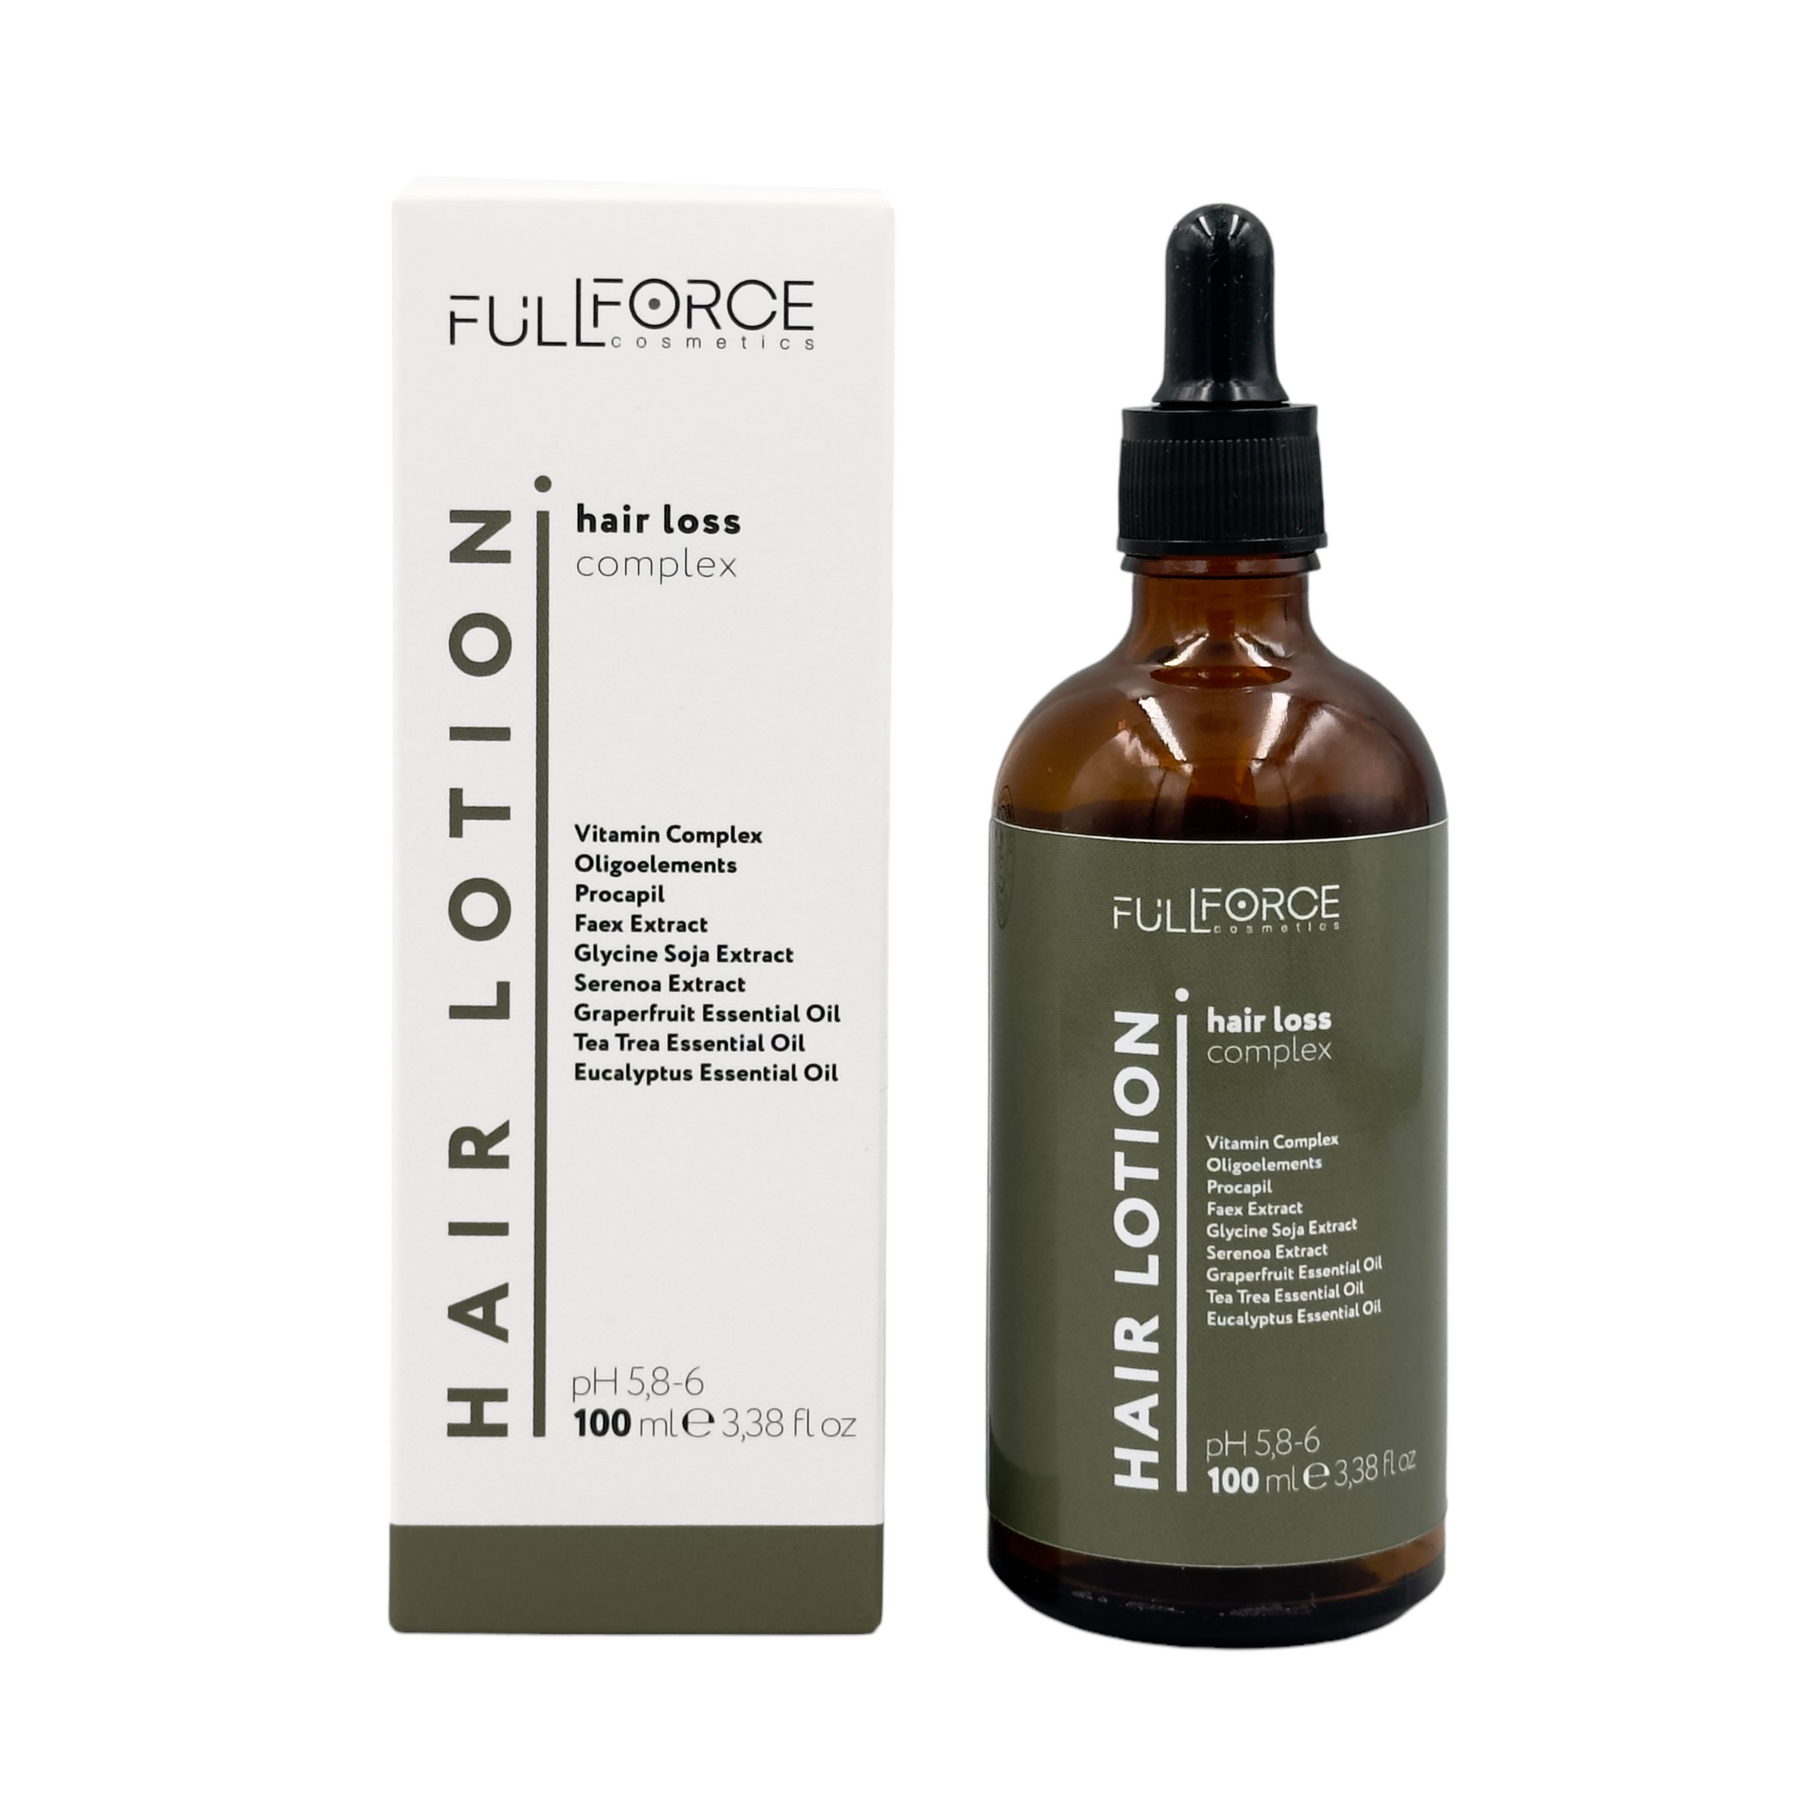 FULLFORCE
cosmetics
HAIR LOTION
hair loss
complex
Vitamin Complex
Oligoelements
Procapil
Faex Extract
Glycine Soja Extract
Serenoa Extract
Graperfruit Essential Oil
Tea Trea Essential Oil
Eucalyptus Essential Oil
pH 5,8-6
100 ml ℮ 3,38 fl oz
FULLFORCE
cosmetics
HAIR LOTION
hair loss
complex
Vitamin Complex
Oligoelements
Procapil
Faex Extract
Glycine Soja Extract
Serenoa Extract
Graperfruit Essential Oil
Tea Trea Essential Oil
Eucalyptus Essential Oil
pH 5,8-6
100 ml ℮ 3,38 fl oz